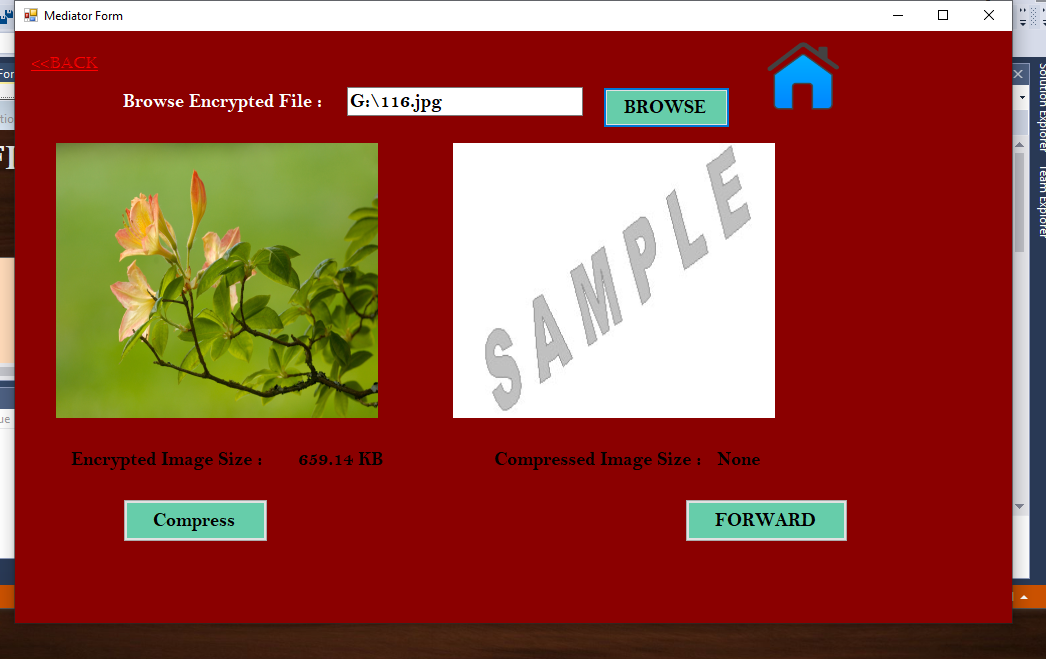 Mediator Form
<<BACK
Browse Encrypted File :
G:\116.jpg
BROWSE
SAMPLE
Encrypted Image Size :
659.14 KB
Compressed Image Size :
None
Compress
FORWARD
Solution Explorer
Team Explorer